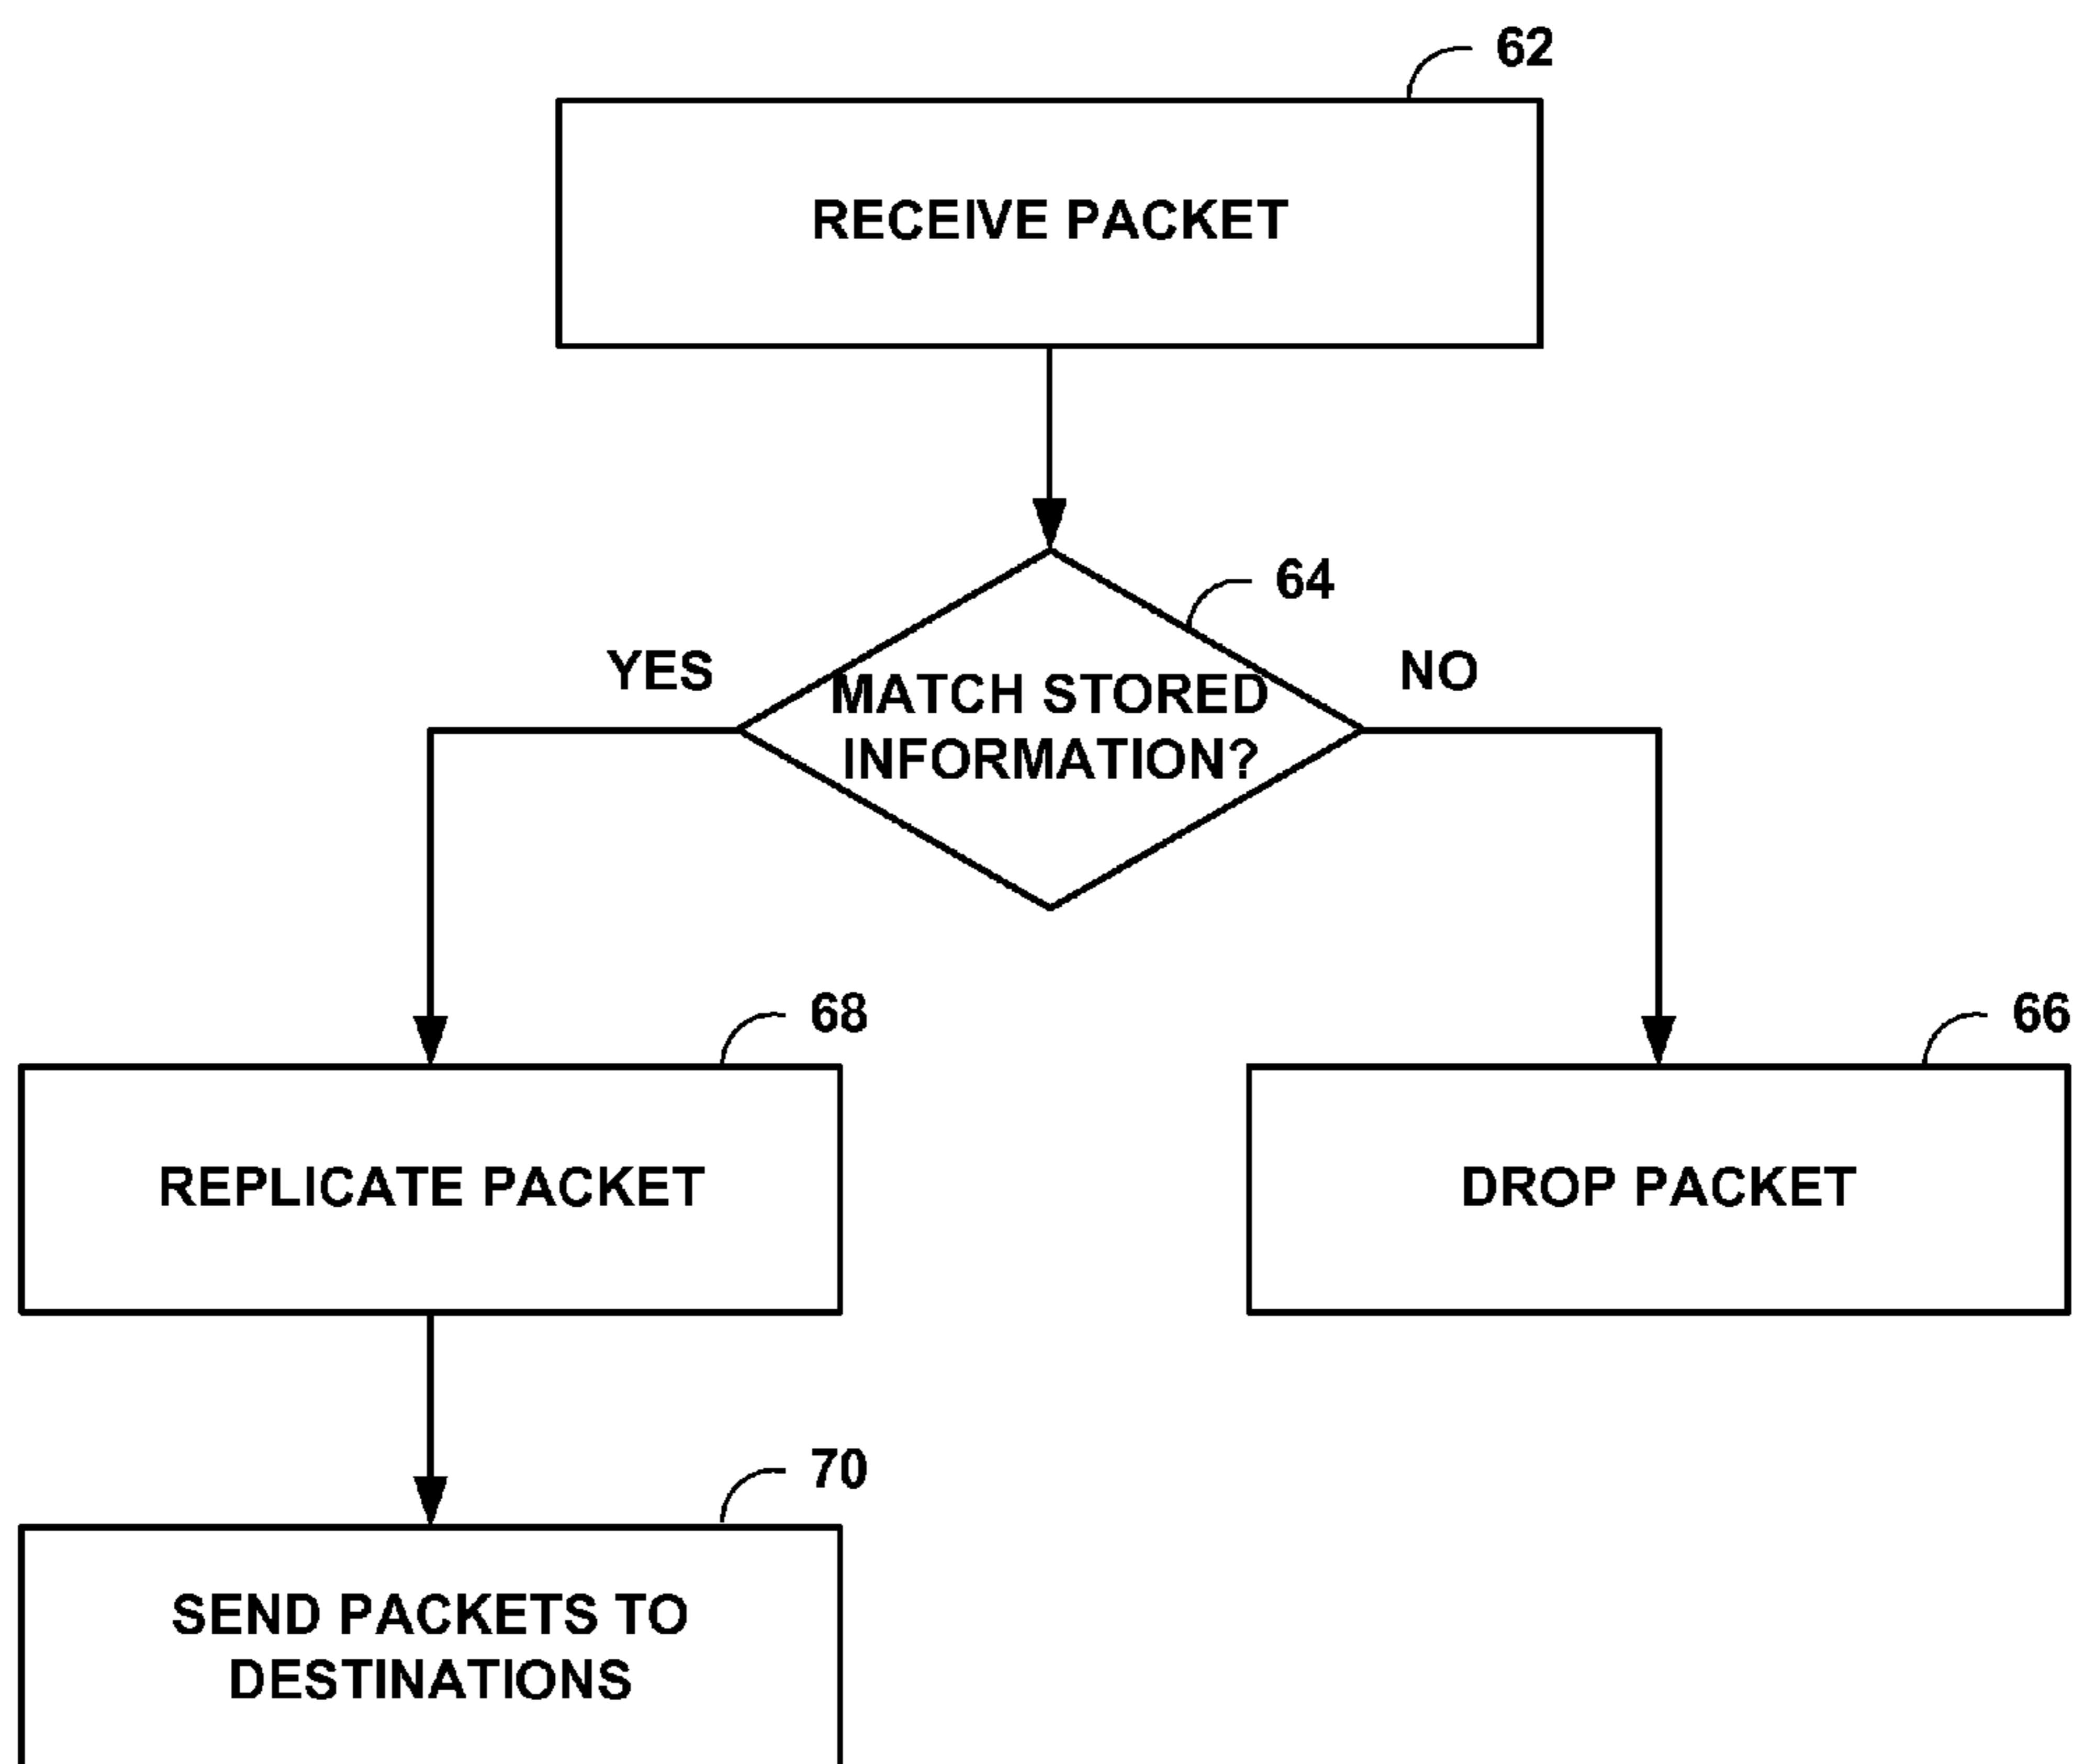 62
RECEIVE PACKET
64
YES
NO
MATCH STORED
INFORMATION?
68
66
REPLICATE PACKET
DROP PACKET
70
SEND PACKETS TO
DESTINATIONS